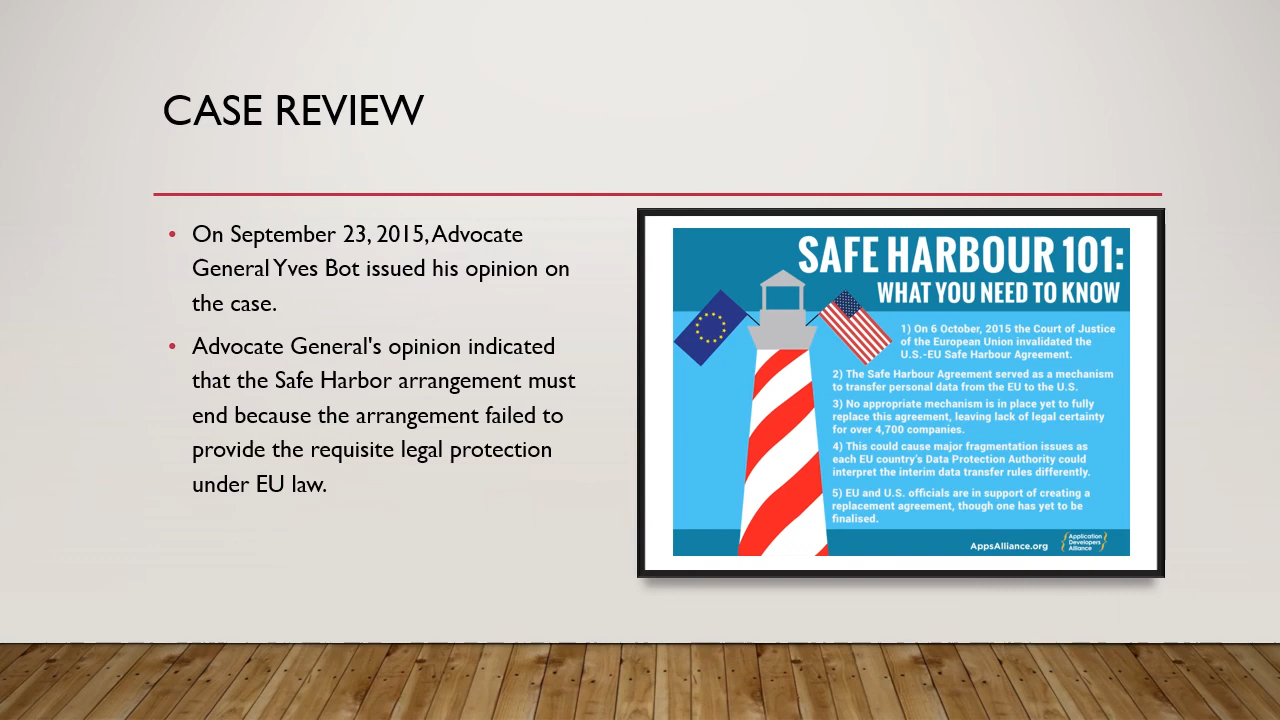 CASE REVIEW
• On September 23, 2015, Advocate
General Yves Bot issued his opinion on
the case.
• Advocate General's opinion indicated
that the Safe Harbor arrangement must
end because the arrangement failed to
provide the requisite legal protection
under EU law.
SAFE HARBOUR 101:
WHAT YOU NEED TO KNOW
1) On 6 October, 2015 the Court of Justice
of the European Union invalidated the
U.S.-EU Safe Harbour Agreement.
2) The Safe Harbour Agreement served as a mechanism
to transfer personal data from the EU to the U.S.
3) No appropriate mechanism is in place yet to fully
replace this agreement, leaving lack of legal certainty
for over 4,700 companies.
4) This could cause major fragmentation issues as
each EU country's Data Protection Authority could
interpret the interim data transfer rules differently.
5) EU and U.S. officials are in support of creating a
replacement agreement, though one has yet to be
finalised.
AppsAlliance.org
Application
Developers
Alliance